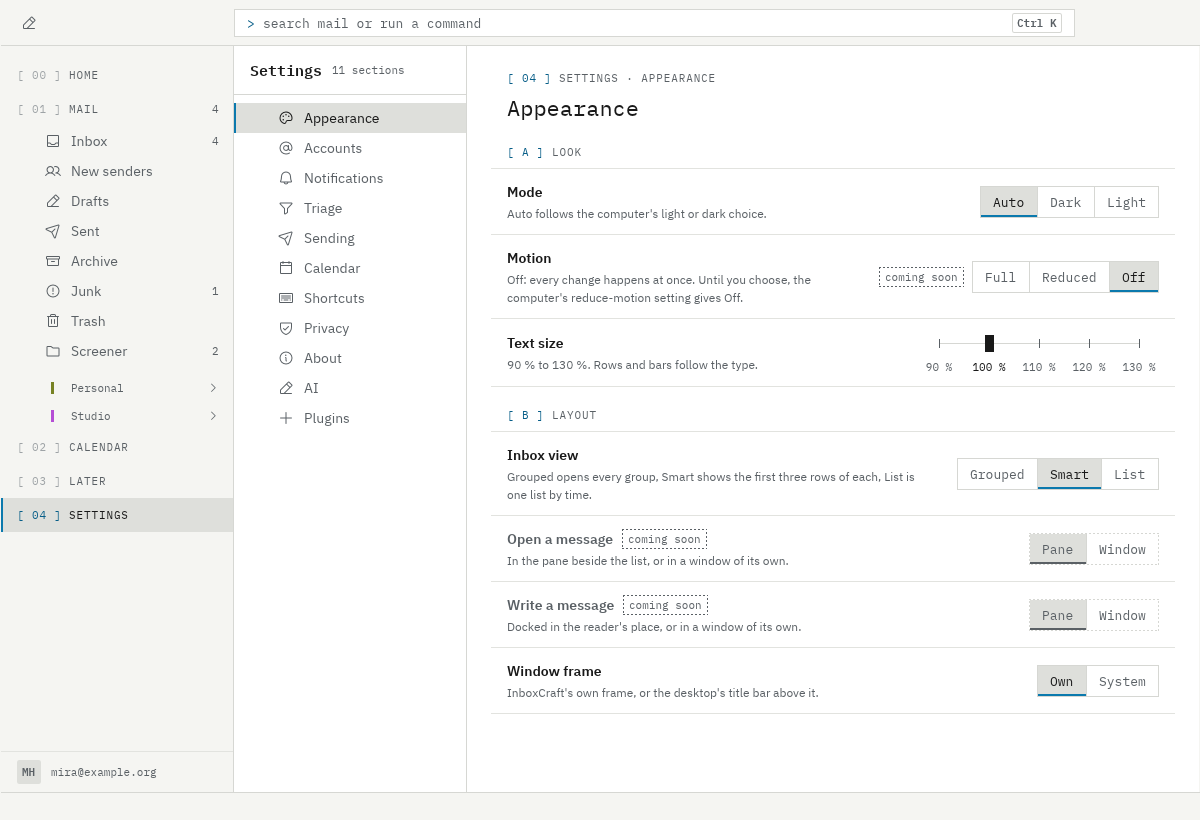 > search mail or run a command Ctrl K
[ 00 ] HOME
[ 01 ] MAIL 4
Inbox 4
New senders
Drafts
Sent
Archive
Junk 1
Trash
Screener 2
Personal
Studio
[ 02 ] CALENDAR
[ 03 ] LATER
[ 04 ] SETTINGS
MH mira@example.org
Settings 11 sections
Appearance
Accounts
Notifications
Triage
Sending
Calendar
Shortcuts
Privacy
About
AI
Plugins
[ 04 ] SETTINGS · APPEARANCE
Appearance
[ A ] LOOK
Mode
Auto follows the computer's light or dark choice.
Auto Dark Light
Motion
Off: every change happens at once. Until you choose, the
computer's reduce-motion setting gives Off.
coming soon Full Reduced Off
Text size
90 % to 130 %. Rows and bars follow the type.
90 % 100 % 110 % 120 % 130 %
[ B ] LAYOUT
Inbox view
Grouped opens every group, Smart shows the first three rows of each, List is
one list by time.
Grouped Smart List
Open a message coming soon
In the pane beside the list, or in a window of its own.
Pane Window
Write a message coming soon
Docked in the reader's place, or in a window of its own.
Pane Window
Window frame
InboxCraft's own frame, or the desktop's title bar above it.
Own System